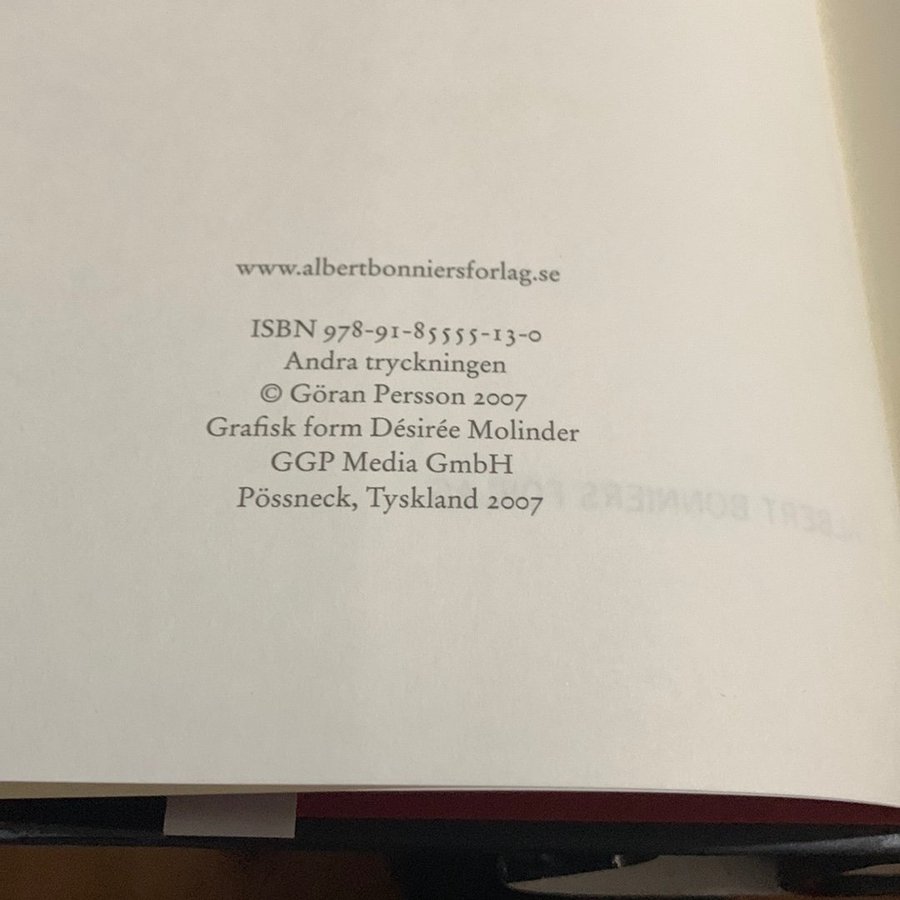 www.albertbonniersforlag.se
ISBN 978-91-85555-13-0
Andra tryckningen
© Göran Persson 2007
Grafisk form Désirée Molinder
GGP Media GmbH
Pössneck, Tyskland 2007